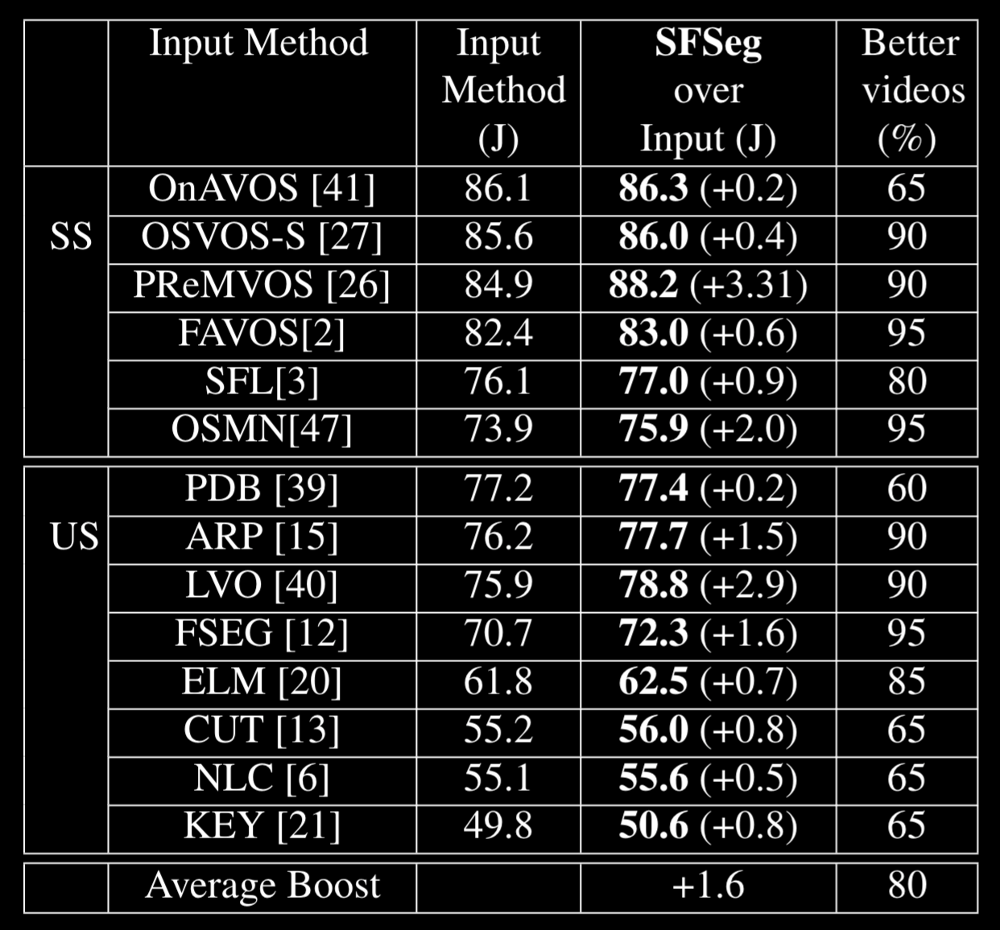 Input Method Input Method (J) SFSeg over Input (J) Better videos (%)
OnAVOS [41] 86.1 86.3 (+0.2) 65
SS OSVOS-S [27] 85.6 86.0 (+0.4) 90
PReMVOS [26] 84.9 88.2 (+3.31) 90
FAVOS[2] 82.4 83.0 (+0.6) 95
SFL[3] 76.1 77.0 (+0.9) 80
OSMN[47] 73.9 75.9 (+2.0) 95
PDB [39] 77.2 77.4 (+0.2) 60
US ARP [15] 76.2 77.7 (+1.5) 90
LVO [40] 75.9 78.8 (+2.9) 90
FSEG [12] 70.7 72.3 (+1.6) 95
ELM [20] 61.8 62.5 (+0.7) 85
CUT [13] 55.2 56.0 (+0.8) 65
NLC [6] 55.1 55.6 (+0.5) 65
KEY [21] 49.8 50.6 (+0.8) 65
Average Boost +1.6 80